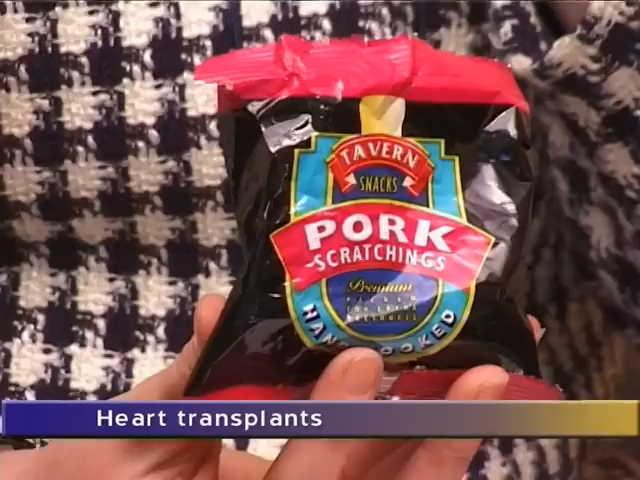 TAVERN
SNACKS
PORK
SCRATCHINGS
Premium
HAND COOKED
Heart transplants